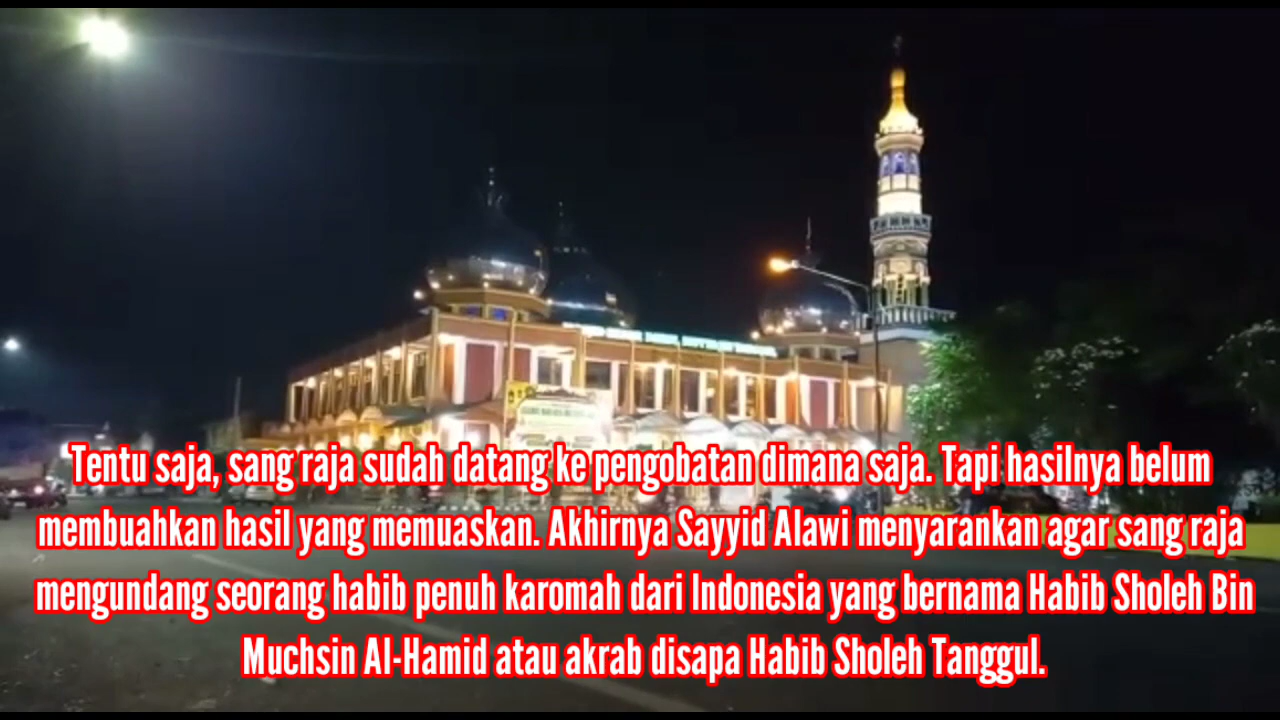 Tentu saja, sang raja sudah datang ke pengobatan dimana saja. Tapi hasilnya belum
membuahkan hasil yang memuaskan. Akhirnya Sayyid Alawi menyarankan agar sang raja
mengundang seorang habib penuh karomah dari Indonesia yang bernama Habib Sholeh Bin
Muchsin Al-Hamid atau akrab disapa Habib Sholeh Tanggul.